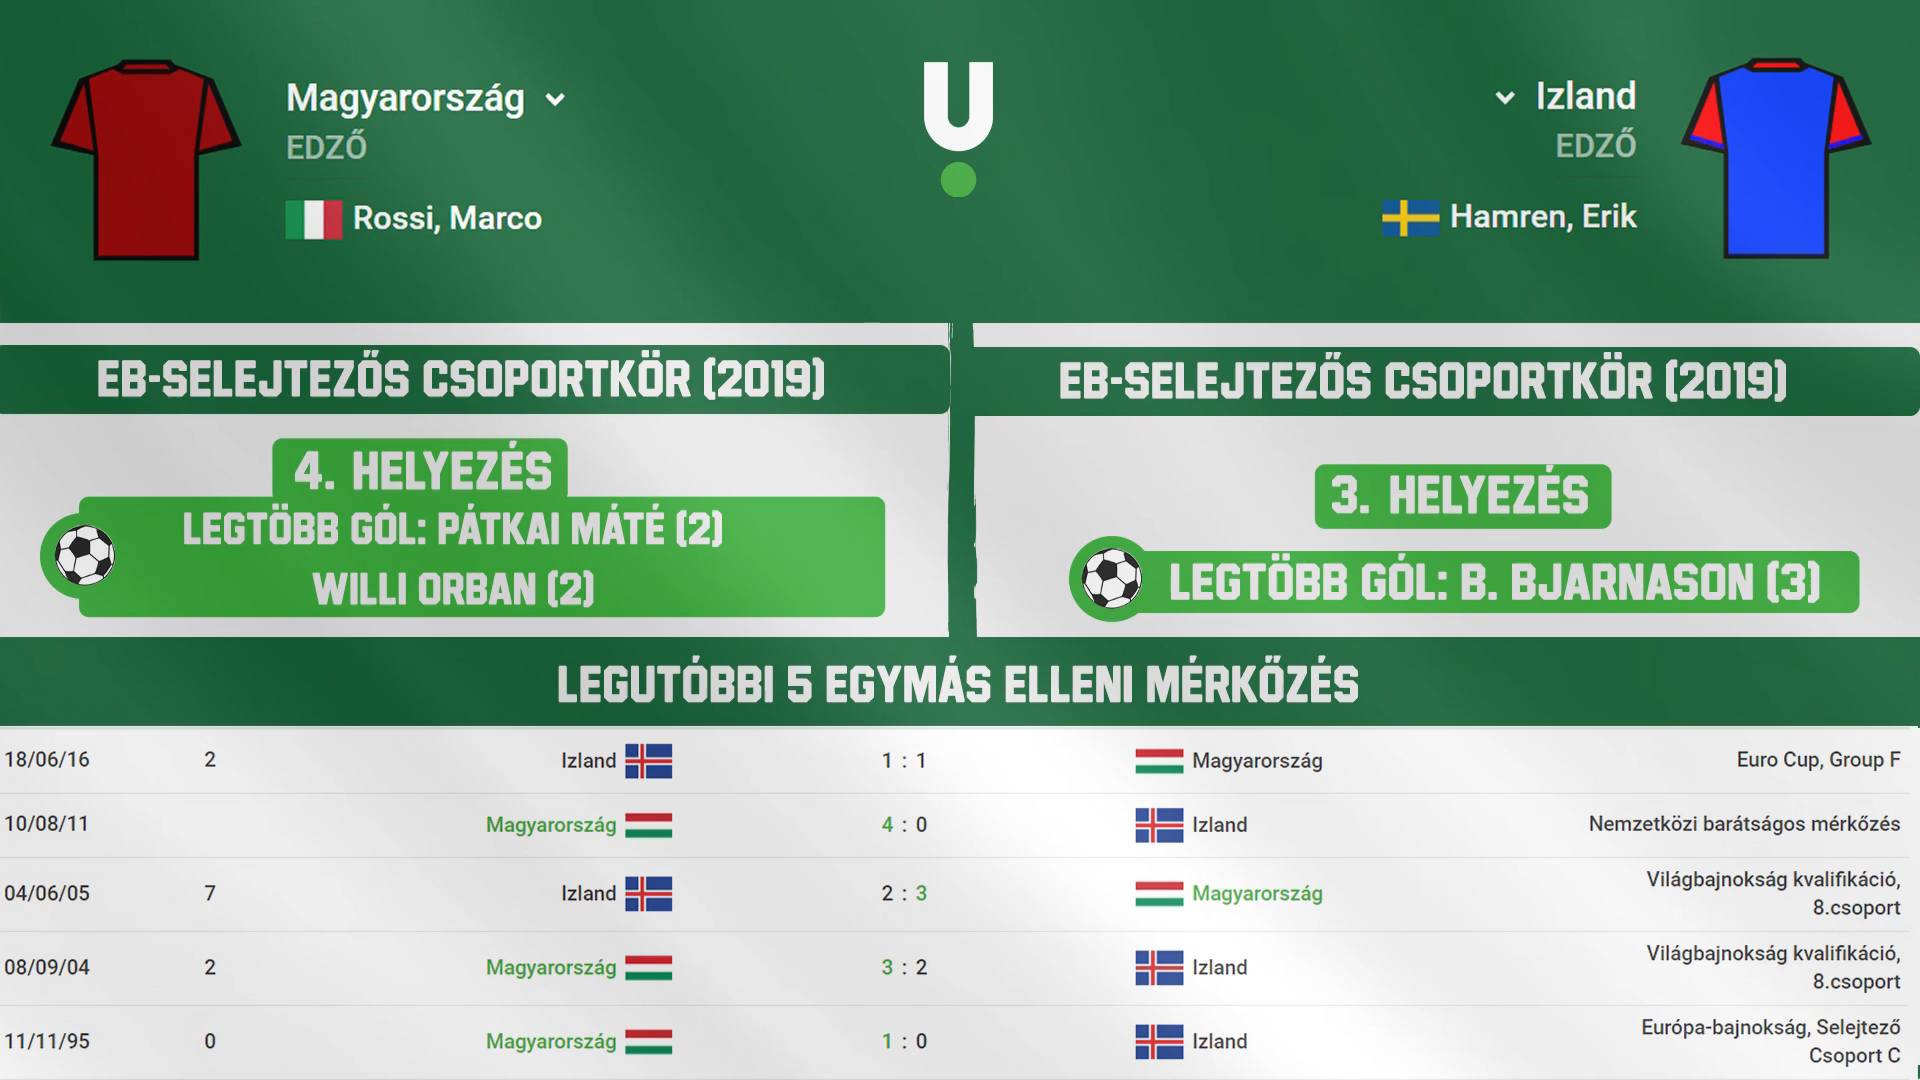 Magyarország
EDZŐ
Rossi, Marco
U
Izland
EDZŐ
Hamren, Erik
EB-SELEJTEZŐS CSOPORTKÖR (2019)
4. HELYEZÉS
LEGTÖBB GÓL: PÁTKAI MÁTÉ (2)
WILLI ORBAN (2)
EB-SELEJTEZŐS CSOPORTKÖR (2019)
3. HELYEZÉS
LEGTÖBB GÓL: B. BJARNASON (3)
LEGUTÓBBI 5 EGYMÁS ELLENI MÉRKŐZÉS
18/06/16 2 Izland 1 : 1 Magyarország Euro Cup, Group F
10/08/11 Magyarország 4 : 0 Izland Nemzetközi barátságos mérkőzés
04/06/05 7 Izland 2 : 3 Magyarország Világbajnokság kvalifikáció,
8.csoport
08/09/04 2 Magyarország 3 : 2 Izland Világbajnokság kvalifikáció,
8.csoport
11/11/95 0 Magyarország 1 : 0 Izland Európa-bajnokság, Selejtező
Csoport C